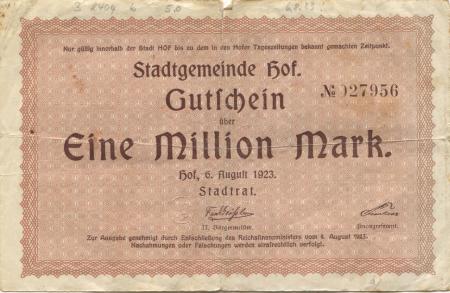 Nur gültig innerhalb der Stadt HOF bis zu dem in den Hofer Tageszeitungen bekannt gemachten Zeitpunkt.
Stadtgemeinde Hof.
Gutschein
№ 027956
über
Eine Million Mark.
Hof, 6. August 1923.
Stadtrat.
II. Bürgermeister. Finanzreferent.
Zur Ausgabe genehmigt durch Entschließung des Reichsfinanzministers vom 4. August 1923.
Nachahmungen oder Fälschungen werden strafrechtlich verfolgt.